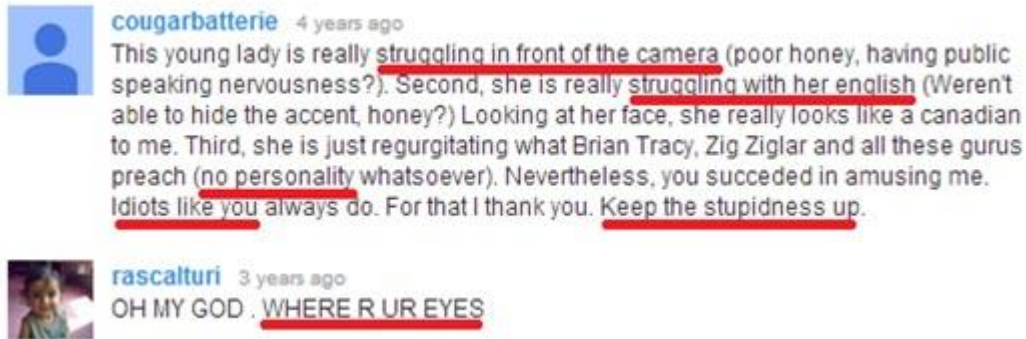 cougarbatterie 4 years ago
This young lady is really struggling in front of the camera (poor honey, having public
speaking nervousness?). Second, she is really struggling with her english (Weren't
able to hide the accent, honey?) Looking at her face, she really looks like a canadian
to me. Third, she is just regurgitating what Brian Tracy, Zig Ziglar and all these gurus
preach (no personality whatsoever). Nevertheless, you succeded in amusing me.
Idiots like you always do. For that I thank you. Keep the stupidness up.
rascalturi 3 years ago
OH MY GOD . WHERE R UR EYES